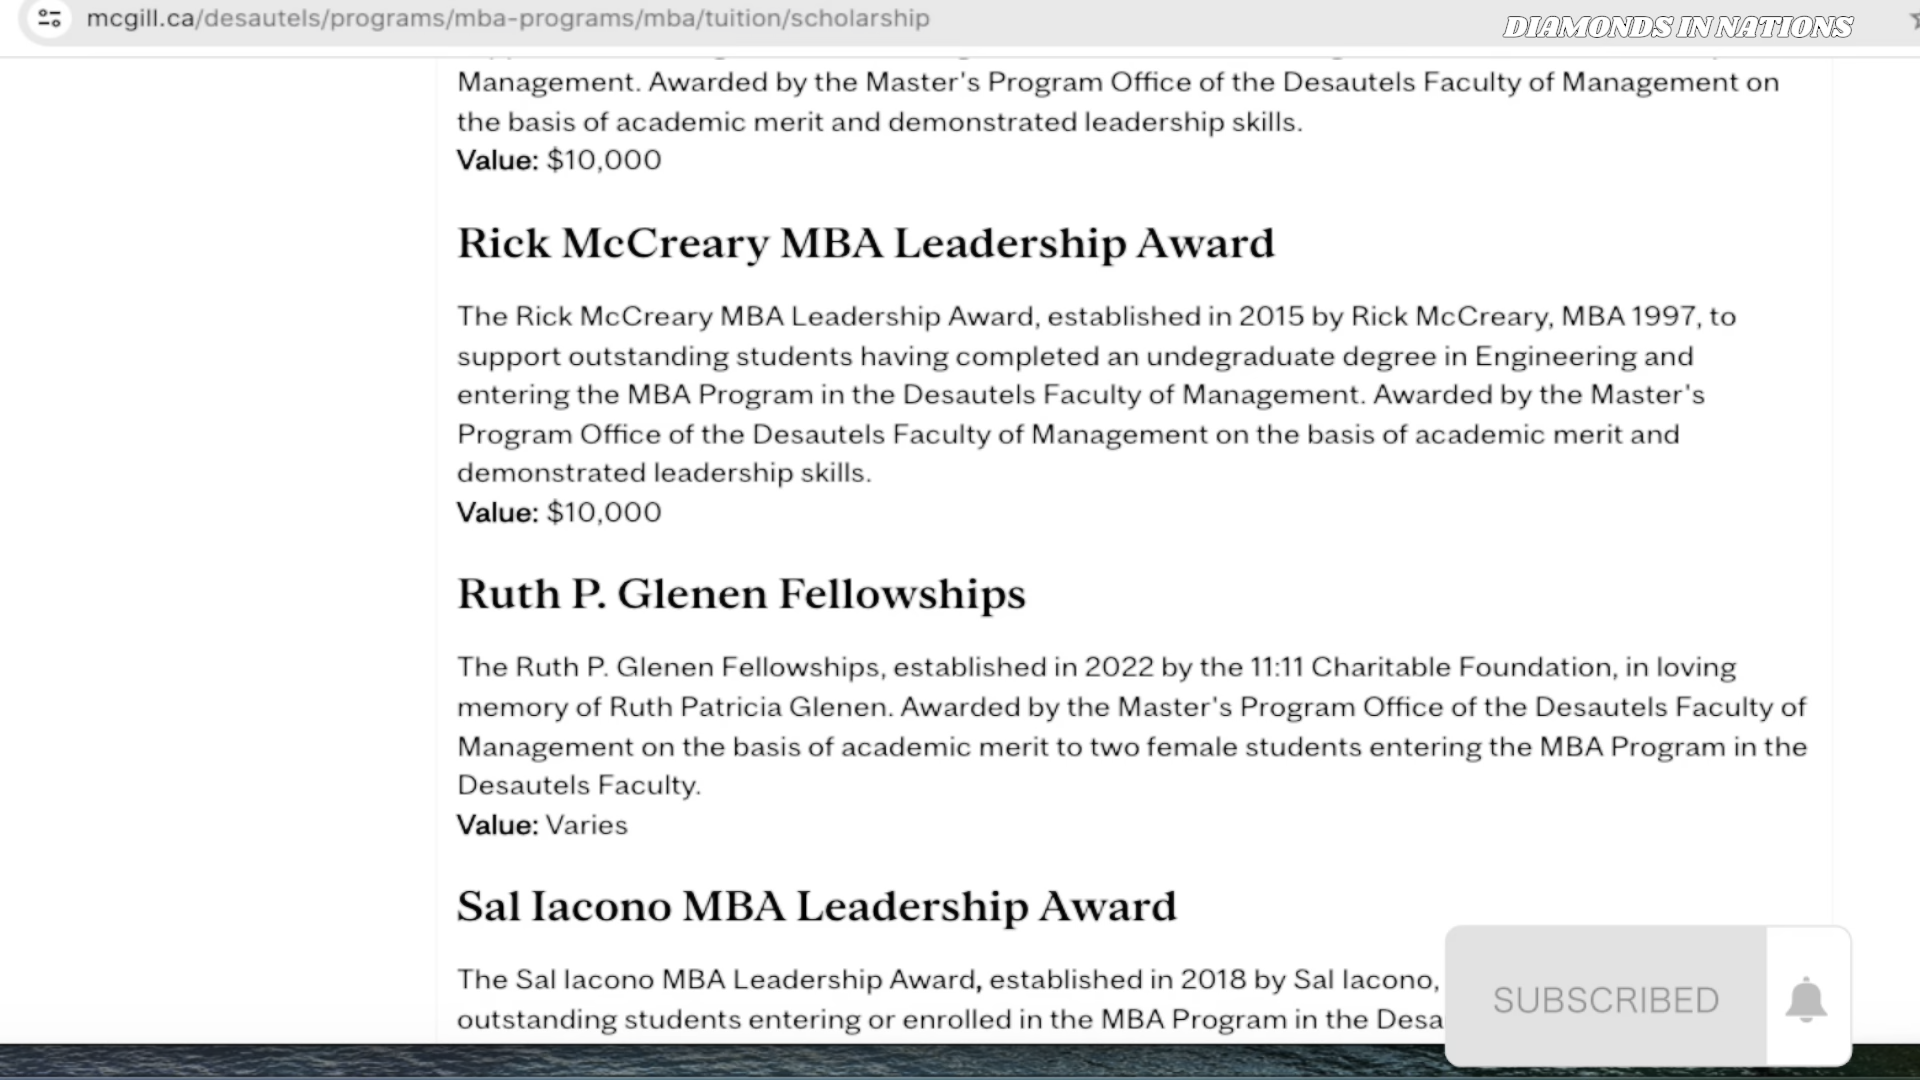 mcgill.ca/desautels/programs/mba-programs/mba/tuition/scholarship
DIAMONDS IN NATIONS
Management. Awarded by the Master's Program Office of the Desautels Faculty of Management on
the basis of academic merit and demonstrated leadership skills.
Value: $10,000
Rick McCreary MBA Leadership Award
The Rick McCreary MBA Leadership Award, established in 2015 by Rick McCreary, MBA 1997, to
support outstanding students having completed an undegraduate degree in Engineering and
entering the MBA Program in the Desautels Faculty of Management. Awarded by the Master's
Program Office of the Desautels Faculty of Management on the basis of academic merit and
demonstrated leadership skills.
Value: $10,000
Ruth P. Glenen Fellowships
The Ruth P. Glenen Fellowships, established in 2022 by the 11:11 Charitable Foundation, in loving
memory of Ruth Patricia Glenen. Awarded by the Master's Program Office of the Desautels Faculty of
Management on the basis of academic merit to two female students entering the MBA Program in the
Desautels Faculty.
Value: Varies
Sal Iacono MBA Leadership Award
The Sal Iacono MBA Leadership Award, established in 2018 by Sal Iacono,
outstanding students entering or enrolled in the MBA Program in the Desa
SUBSCRIBED